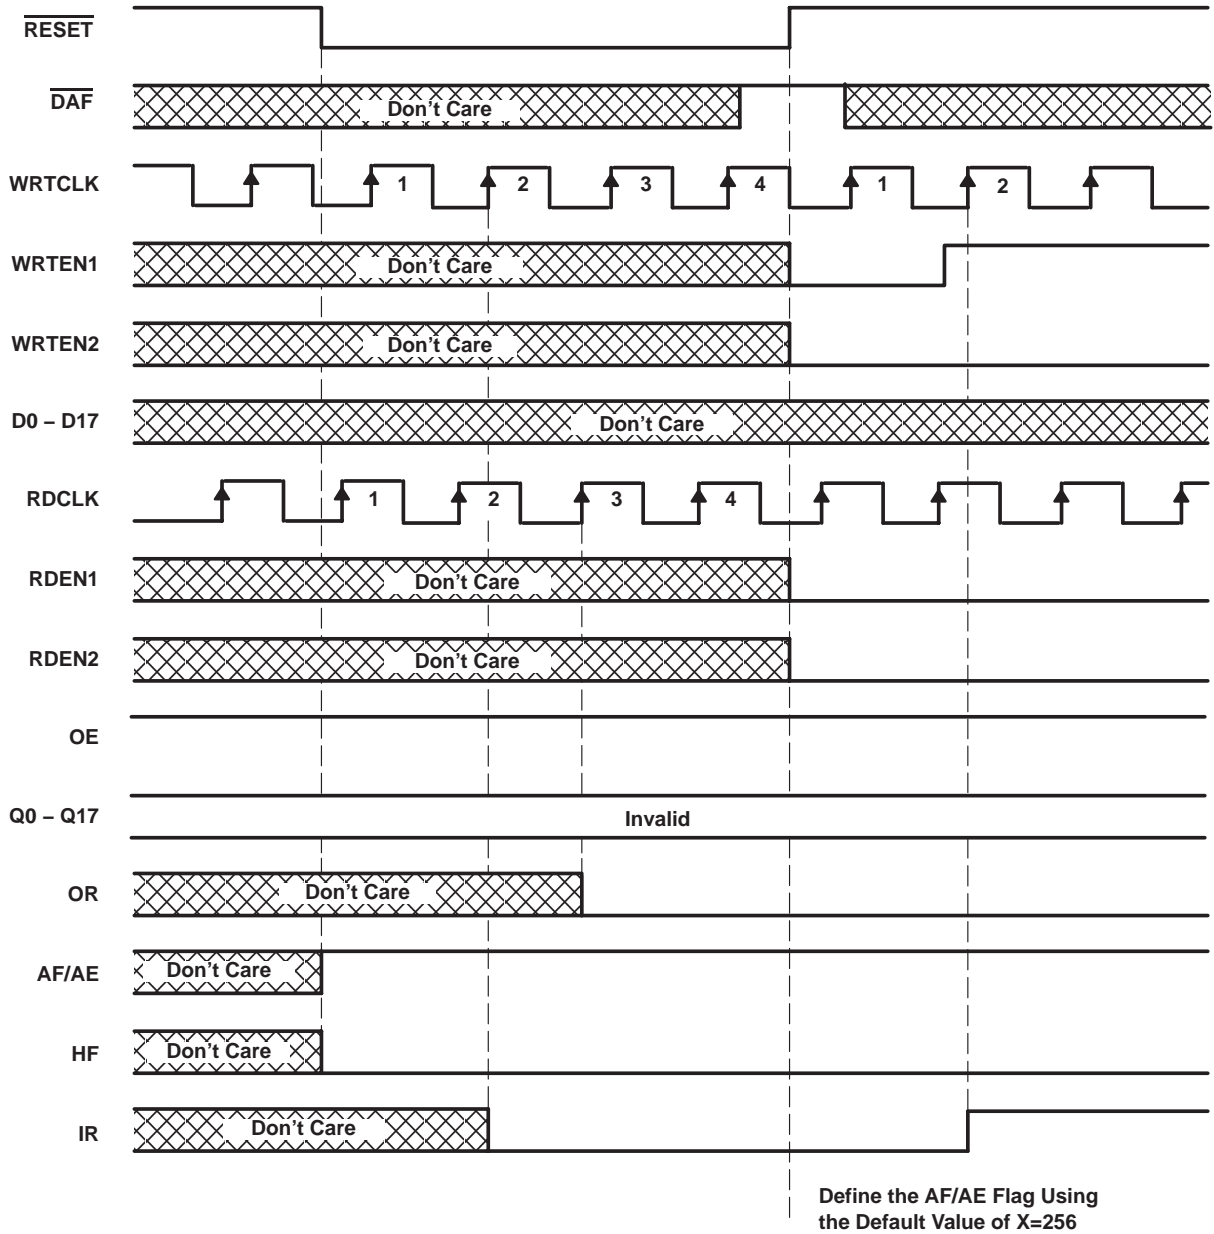 RESET
DAF
Don't Care
WRTCLK
1 2 3 4 1 2
WRTEN1
Don't Care
WRTEN2
Don't Care
D0 – D17
Don't Care
RDCLK
1 2 3 4
RDEN1
Don't Care
RDEN2
Don't Care
OE
Q0 – Q17
Invalid
OR
Don't Care
AF/AE
Don't Care
HF
Don't Care
IR
Don't Care
Define the AF/AE Flag Using
the Default Value of X=256